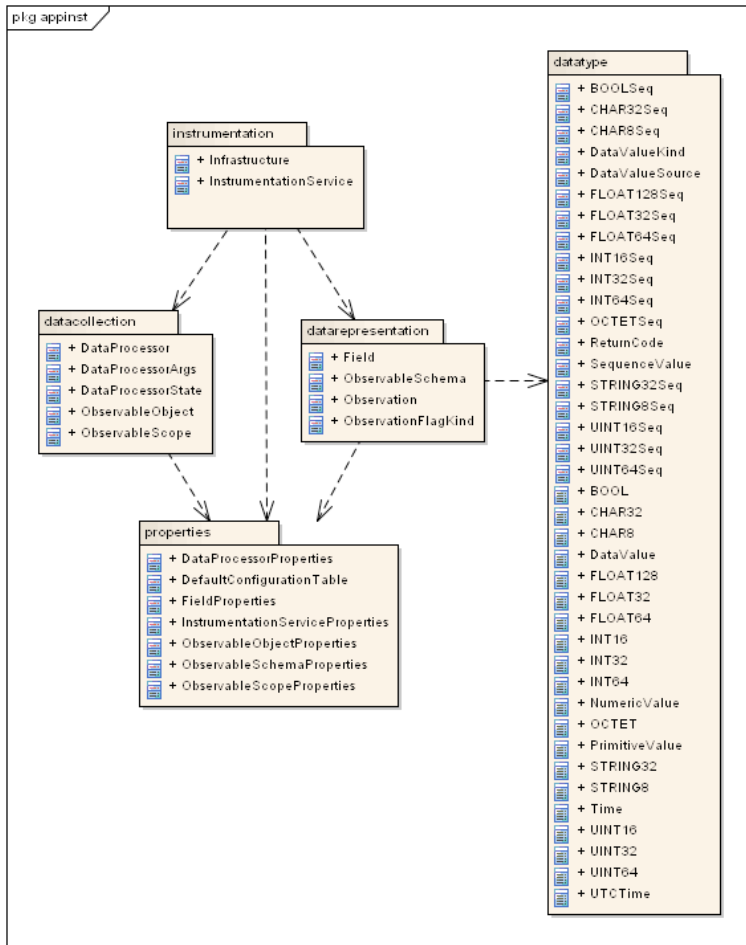 pkg appinst
instrumentation
+ Infrastructure
+ InstrumentationService
datacollection
+ DataProcessor
+ DataProcessorArgs
+ DataProcessorState
+ ObservableObject
+ ObservableScope
datarepresentation
+ Field
+ ObservableSchema
+ Observation
+ ObservationFlagKind
properties
+ DataProcessorProperties
+ DefaultConfigurationTable
+ FieldProperties
+ InstrumentationServiceProperties
+ ObservableObjectProperties
+ ObservableSchemaProperties
+ ObservableScopeProperties
datatype
+ BOOLSeq
+ CHAR32Seq
+ CHAR8Seq
+ DataValueKind
+ DataValueSource
+ FLOAT128Seq
+ FLOAT32Seq
+ FLOAT64Seq
+ INT16Seq
+ INT32Seq
+ INT64Seq
+ OCTETSeq
+ ReturnCode
+ SequenceValue
+ STRING32Seq
+ STRING8Seq
+ UINT16Seq
+ UINT32Seq
+ UINT64Seq
+ BOOL
+ CHAR32
+ CHAR8
+ DataValue
+ FLOAT128
+ FLOAT32
+ FLOAT64
+ INT16
+ INT32
+ INT64
+ NumericValue
+ OCTET
+ PrimitiveValue
+ STRING32
+ STRING8
+ Time
+ UINT16
+ UINT32
+ UINT64
+ UTCTime